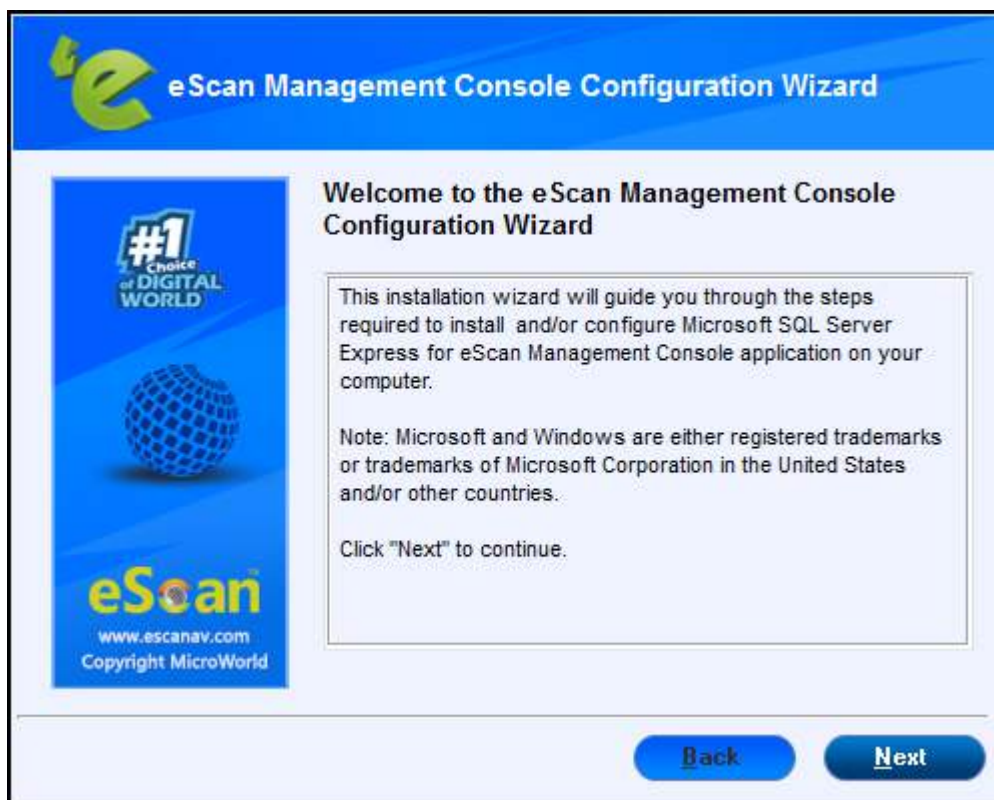 eScan Management Console Configuration Wizard
#1
Choice
of DIGITAL
WORLD
eScan
www.escanav.com
Copyright MicroWorld
Welcome to the eScan Management Console
Configuration Wizard
This installation wizard will guide you through the steps
required to install and/or configure Microsoft SQL Server
Express for eScan Management Console application on your
computer.
Note: Microsoft and Windows are either registered trademarks
or trademarks of Microsoft Corporation in the United States
and/or other countries.
Click "Next" to continue.
Back
Next